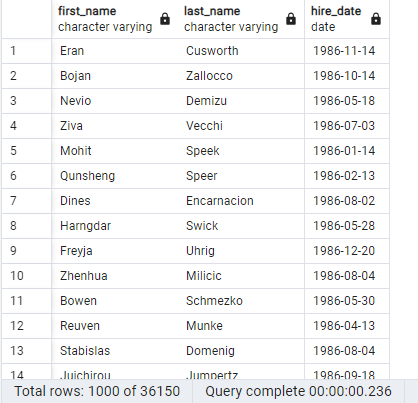 first_name last_name hire_date
character varying character varying date
1 Eran Cusworth 1986-11-14
2 Bojan Zallocco 1986-10-14
3 Nevio Demizu 1986-05-18
4 Ziva Vecchi 1986-07-03
5 Mohit Speek 1986-01-14
6 Qunsheng Speer 1986-02-13
7 Dines Encarnacion 1986-08-02
8 Harngdar Swick 1986-05-28
9 Freyja Uhrig 1986-12-20
10 Zhenhua Milicic 1986-08-04
11 Bowen Schmezko 1986-05-30
12 Reuven Munke 1986-04-13
13 Stabislas Domenig 1986-08-04
14 Juichirou Jumpertz 1986-09-18
Total rows: 1000 of 36150 Query complete 00:00:00.236